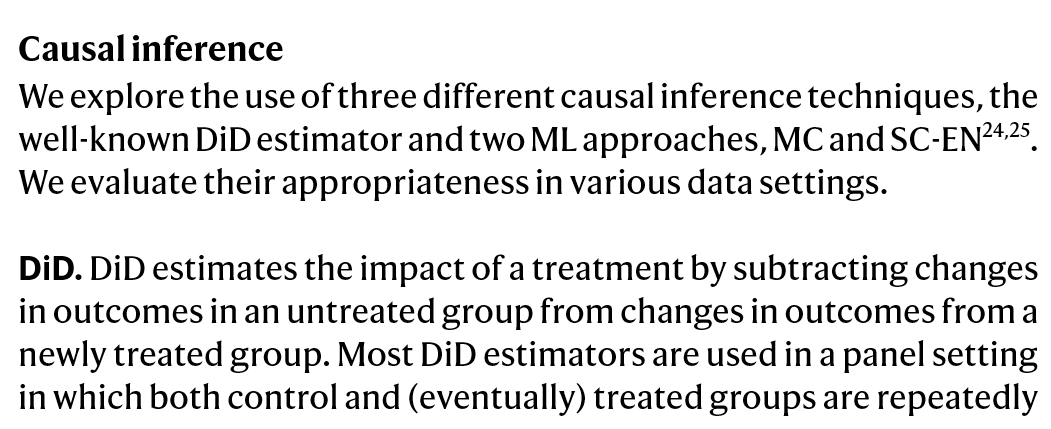 Causal inference
We explore the use of three different causal inference techniques, the
well-known DiD estimator and two ML approaches, MC and SC-EN24,25.
We evaluate their appropriateness in various data settings.
DiD. DiD estimates the impact of a treatment by subtracting changes
in outcomes in an untreated group from changes in outcomes from a
newly treated group. Most DiD estimators are used in a panel setting
in which both control and (eventually) treated groups are repeatedly